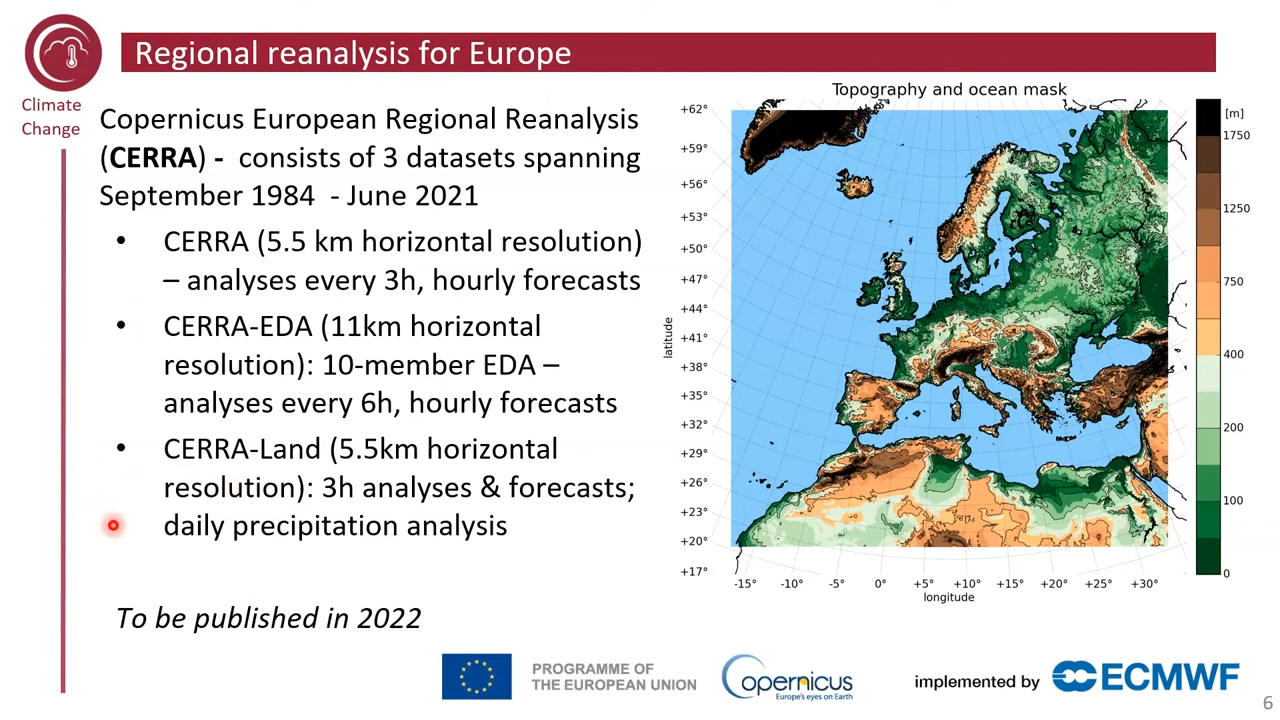 Regional reanalysis for Europe
Climate
Change
Copernicus European Regional Reanalysis
(CERRA) - consists of 3 datasets spanning
September 1984 - June 2021
• CERRA (5.5 km horizontal resolution)
– analyses every 3h, hourly forecasts
• CERRA-EDA (11km horizontal
resolution): 10-member EDA –
analyses every 6h, hourly forecasts
• CERRA-Land (5.5km horizontal
resolution): 3h analyses & forecasts;
daily precipitation analysis
To be published in 2022
Topography and ocean mask
latitude
+62°
+59°
+56°
+53°
+50°
+47°
+44°
+41°
+38°
+35°
+32°
+29°
+26°
+23°
+20°
+17°
-15° -10° -5° 0° +5° +10° +15° +20° +25° +30°
longitude
[m]
1750
1250
750
400
200
100
0
PROGRAMME OF
THE EUROPEAN UNION
opernicus
Europe's eyes on Earth
implemented by
ECMWF
6